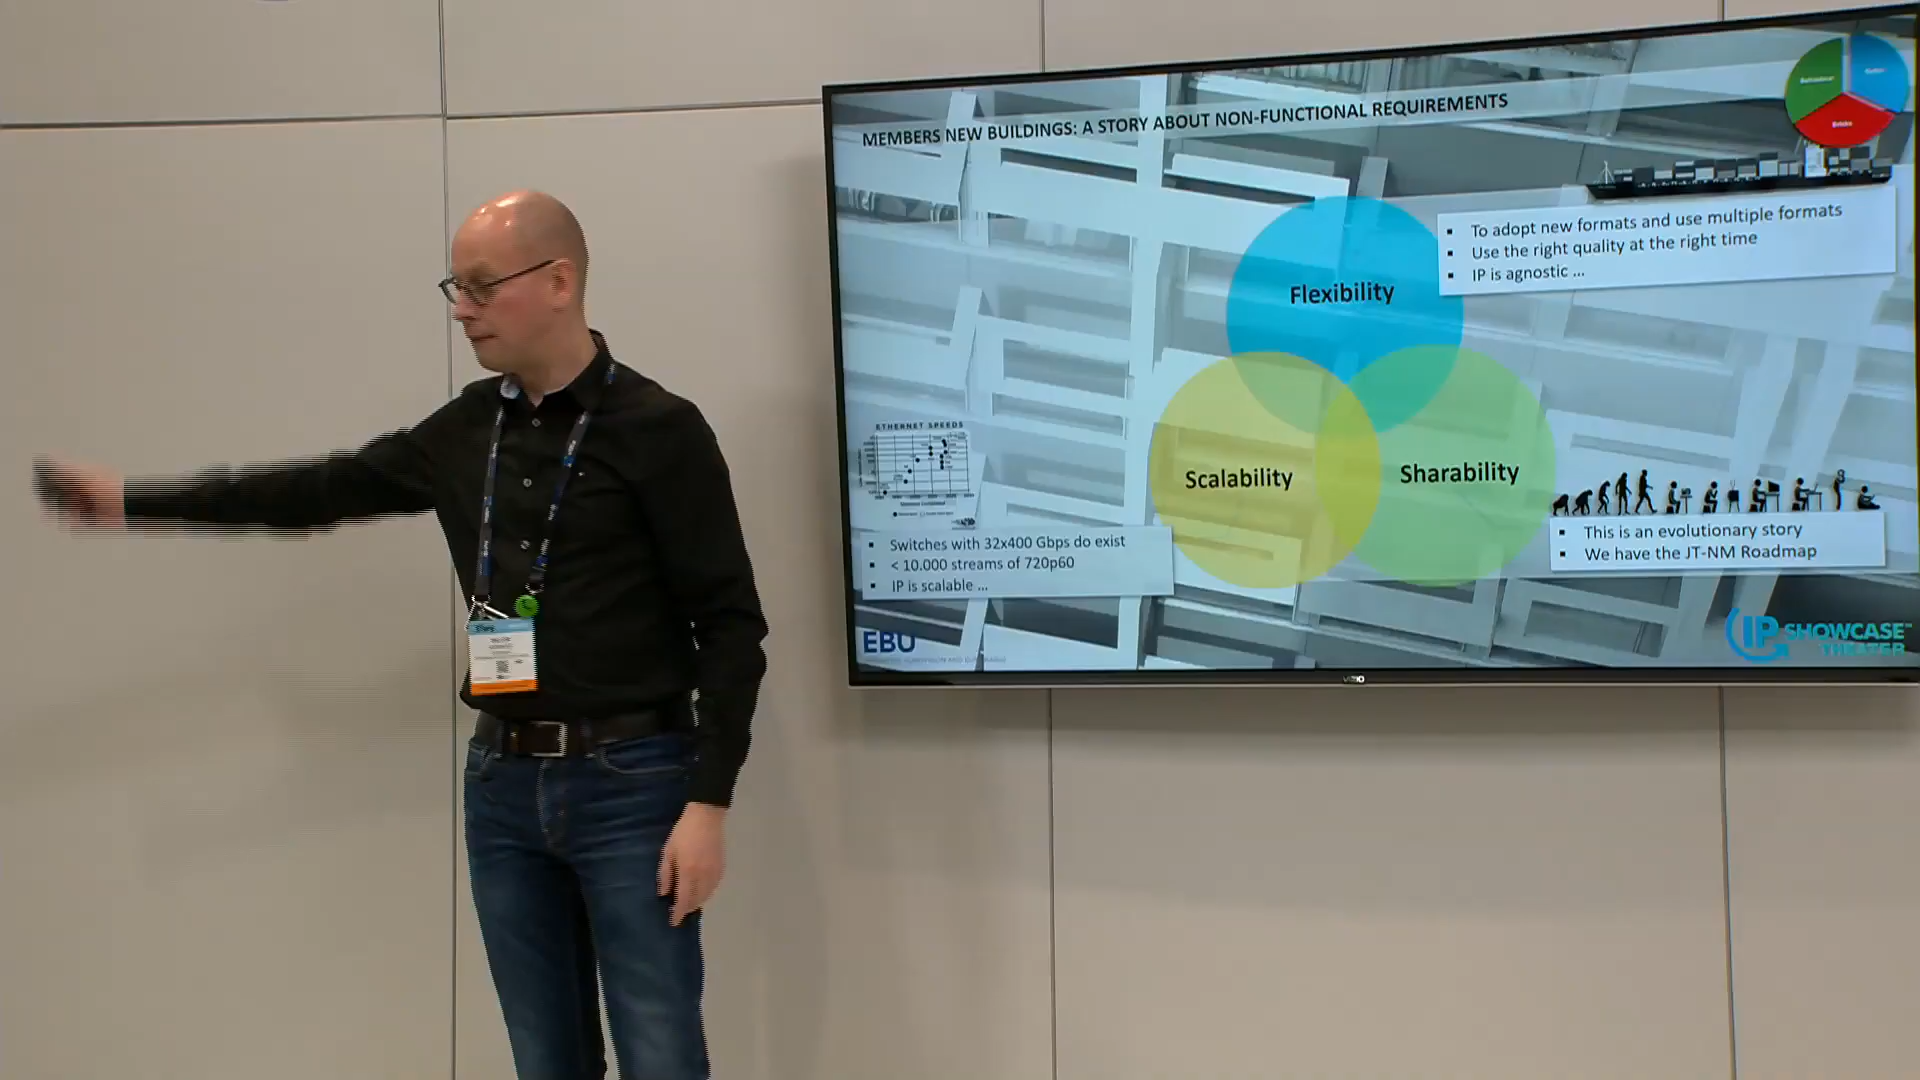 MEMBERS NEW BUILDINGS: A STORY ABOUT NON-FUNCTIONAL REQUIREMENTS
▪ To adopt new formats and use multiple formats
▪ Use the right quality at the right time
▪ IP is agnostic ...
Flexibility
Scalability
Sharability
ETHERNET SPEEDS
▪ Switches with 32x400 Gbps do exist
▪ < 10.000 streams of 720p60
▪ IP is scalable ...
▪ This is an evolutionary story
▪ We have the JT-NM Roadmap
EBU
IP SHOWCASE™
THEATER
VIZIO